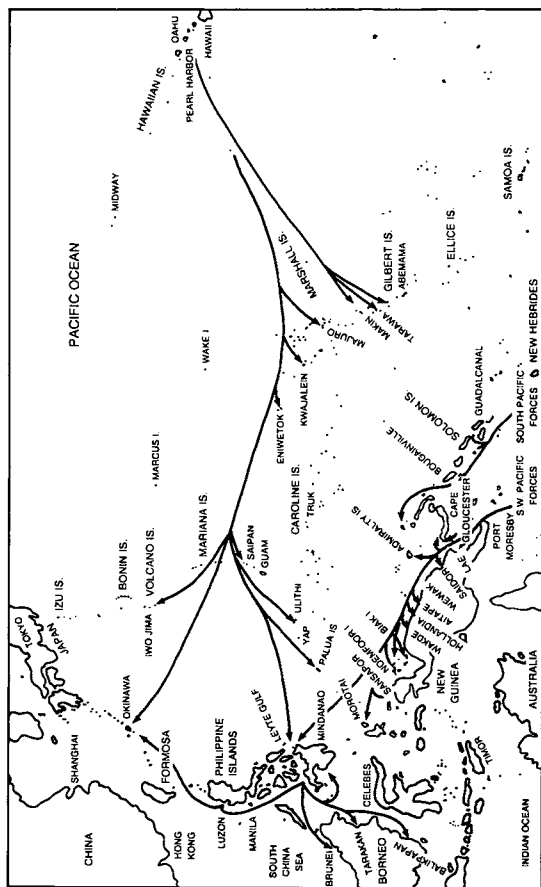 OAHU
PEARL HARBOR
HAWAII
HAWAIIAN IS.
MIDWAY
PACIFIC OCEAN
WAKE I
MARCUS I.
MARSHALL IS.
MAJURO
MAKIN
TARAWA
GILBERT IS.
ABEMAMA
ELLICE IS.
SAMOA IS.
KWAJALEIN
ENIWETOK
CAROLINE IS.
TRUK
MARIANA IS.
SAIPAN
GUAM
ULITHI
YAP
PALUA IS
BONIN IS.
VOLCANO IS.
IWO JIMA
IZU IS.
TOKYO
JAPAN
OKINAWA
SHANGHAI
CHINA
FORMOSA
HONG
KONG
PHILIPPINE
ISLANDS
LUZON
MANILA
LEYTE GULF
MINDANAO
SOUTH
CHINA
SEA
BRUNEI
TARAKAN
BORNEO
BALIKPAPAN
CELEBES
MOROTAI
SANSAPOR
NOEMFOOR I
BIAK I
WAKDE
HOLLANDIA
AITAPE
WEWAK
SAIDOR
LAE
NEW
GUINEA
ADMIRALTY IS
CAPE
GLOUCESTER
BOUGAINVILLE
SOLOMON IS.
GUADALCANAL
PORT
MORESBY
S.W. PACIFIC
FORCES
SOUTH PACIFIC
FORCES
NEW HEBRIDES
TIMOR
AUSTRALIA
INDIAN OCEAN